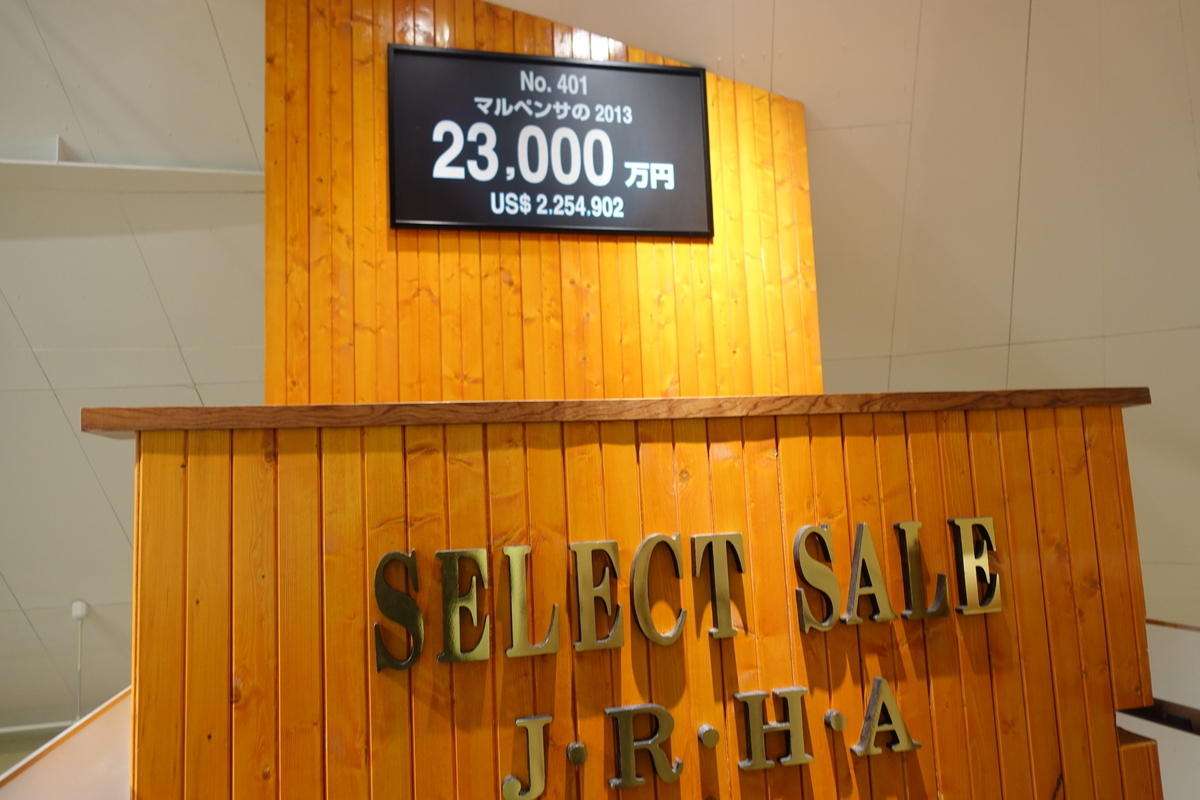 No. 401
マルペンサの 2013
23,000 万円
US$ 2.254.902
SELECT SALE
J·R·H·A